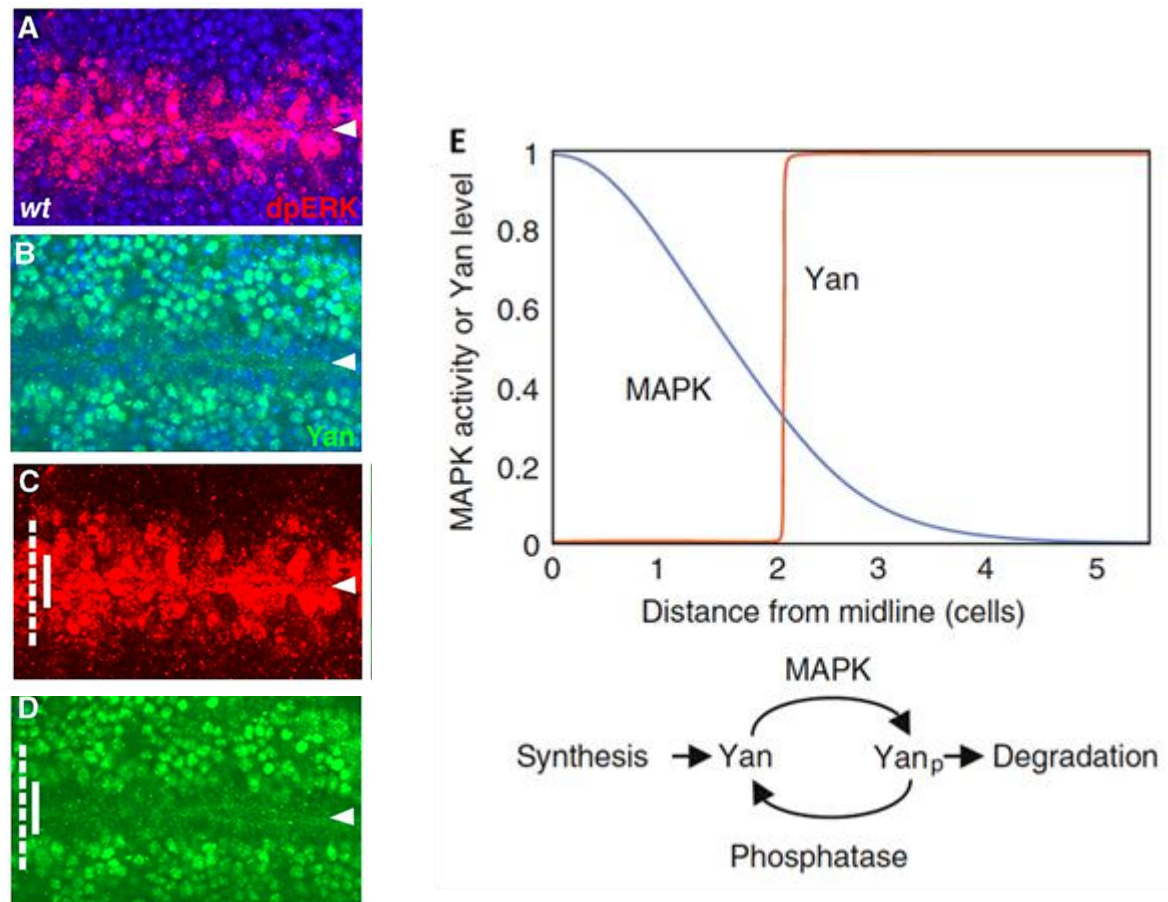 A
wt
dpERK
B
Yan
C
D
E
MAPK activity or Yan level
1
0.8
0.6
0.4
0.2
0
Yan
MAPK
0 1 2 3 4 5
Distance from midline (cells)
MAPK
Synthesis Yan Yanp Degradation
Phosphatase